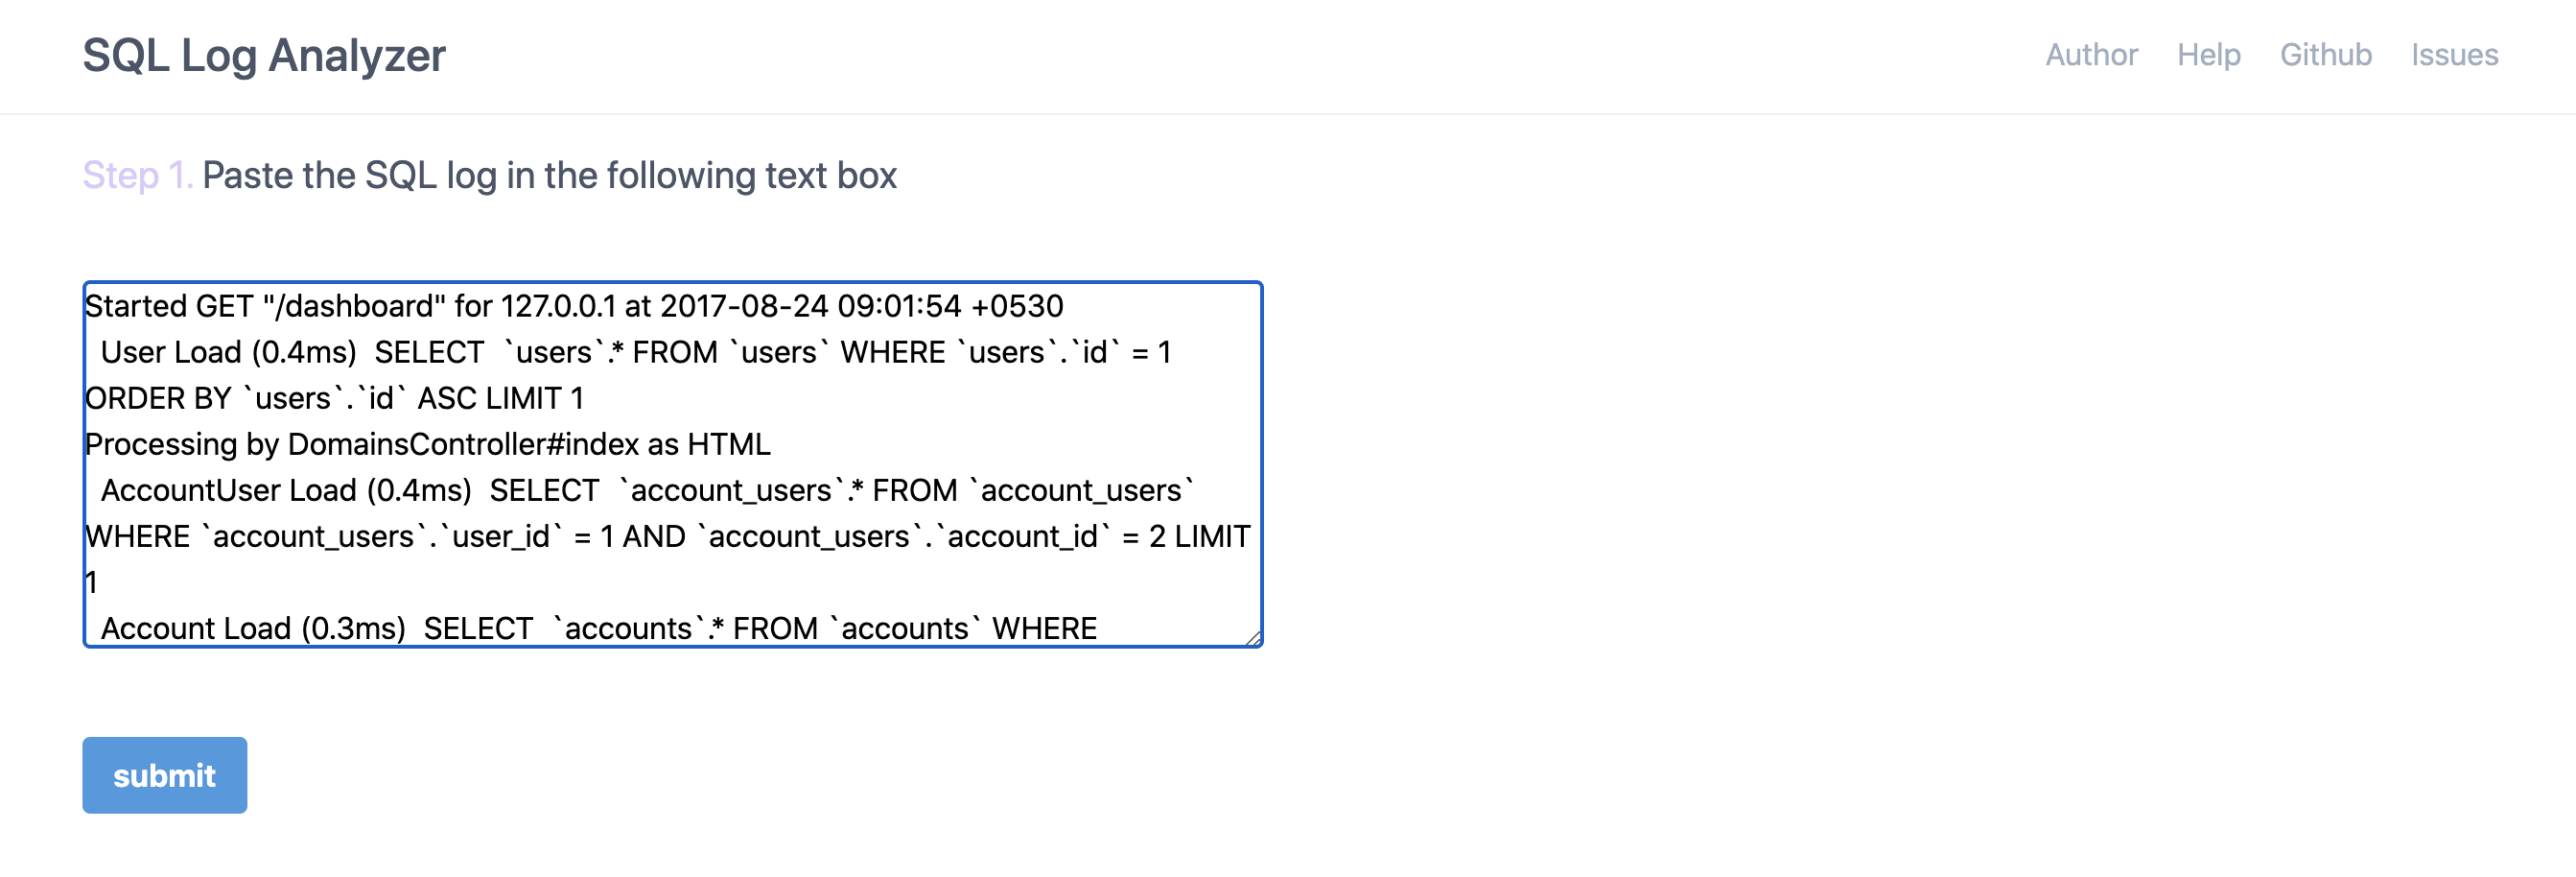 SQL Log Analyzer
Author Help Github Issues
Step 1. Paste the SQL log in the following text box
Started GET "/dashboard" for 127.0.0.1 at 2017-08-24 09:01:54 +0530
  User Load (0.4ms)  SELECT  `users`.* FROM `users` WHERE `users`.`id` = 1
ORDER BY `users`.`id` ASC LIMIT 1
Processing by DomainsController#index as HTML
  AccountUser Load (0.4ms)  SELECT  `account_users`.* FROM `account_users`
WHERE `account_users`.`user_id` = 1 AND `account_users`.`account_id` = 2 LIMIT
1
  Account Load (0.3ms)  SELECT  `accounts`.* FROM `accounts` WHERE
submit